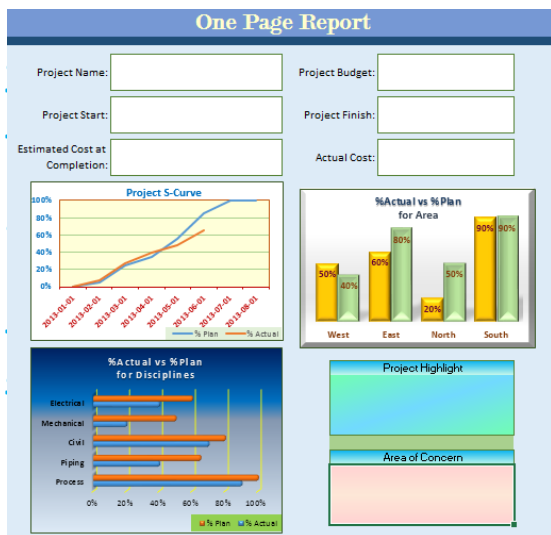 One Page Report
Project Name:
Project Budget:
Project Start:
Project Finish:
Estimated Cost at
Completion:
Actual Cost:
Project S-Curve
100%
80%
60%
40%
20%
0%
2013-01-01
2013-02-01
2013-03-01
2013-04-01
2013-05-01
2013-06-01
2013-07-01
2013-08-01
% Plan
% Actual
%Actual vs %Plan
for Area
50%
40%
60%
80%
20%
50%
90%
90%
West
East
North
South
%Actual vs %Plan
for Disciplines
Electrical
Mechanical
Civil
Piping
Process
0%
20%
40%
60%
80%
100%
% Plan
% Actual
Project Highlight
Area of Concern